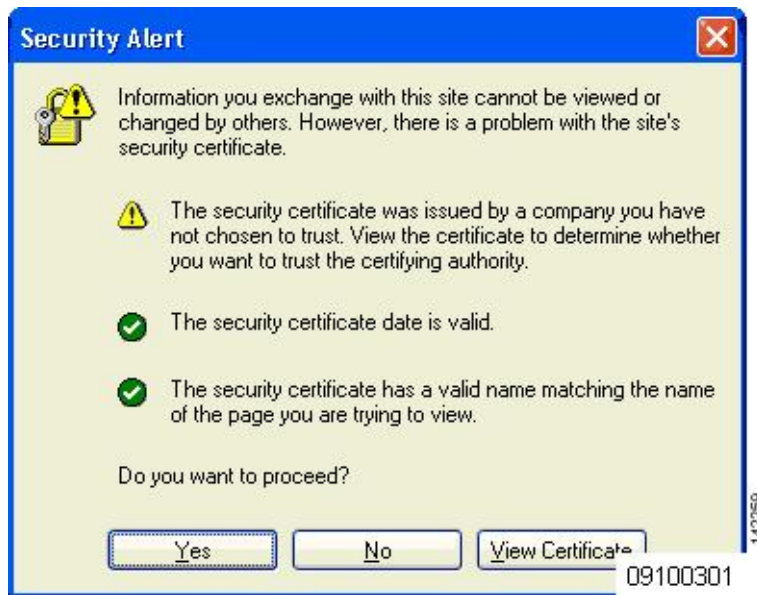 Security Alert
Information you exchange with this site cannot be viewed or
changed by others. However, there is a problem with the site's
security certificate.
The security certificate was issued by a company you have
not chosen to trust. View the certificate to determine whether
you want to trust the certifying authority.
The security certificate date is valid.
The security certificate has a valid name matching the name
of the page you are trying to view.
Do you want to proceed?
Yes
No
View Certificate
09100301